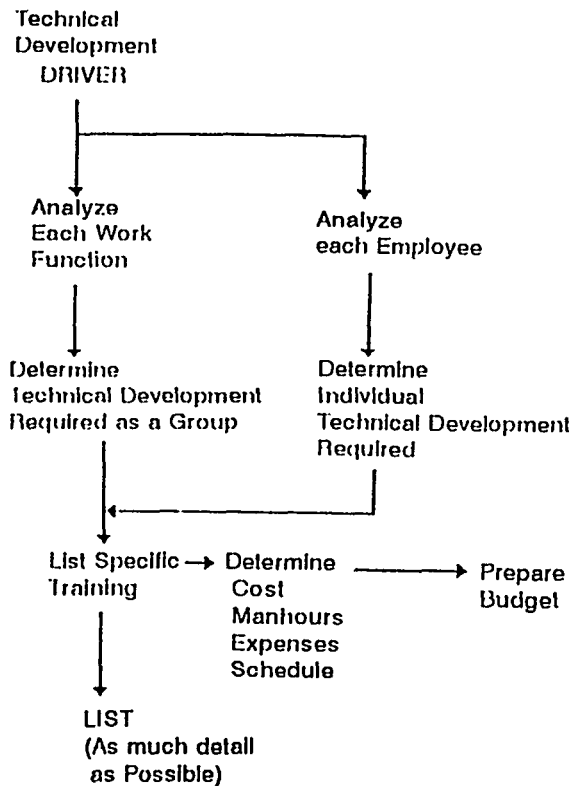 Technical
Development
DRIVER
Analyze
Each Work
Function
Analyze
each Employee
Determine
Technical Development
Required as a Group
Determine
Individual
Technical Development
Required
List Specific
Training
Determine
Cost
Manhours
Expenses
Schedule
Prepare
Budget
LIST
(As much detail
as Possible)